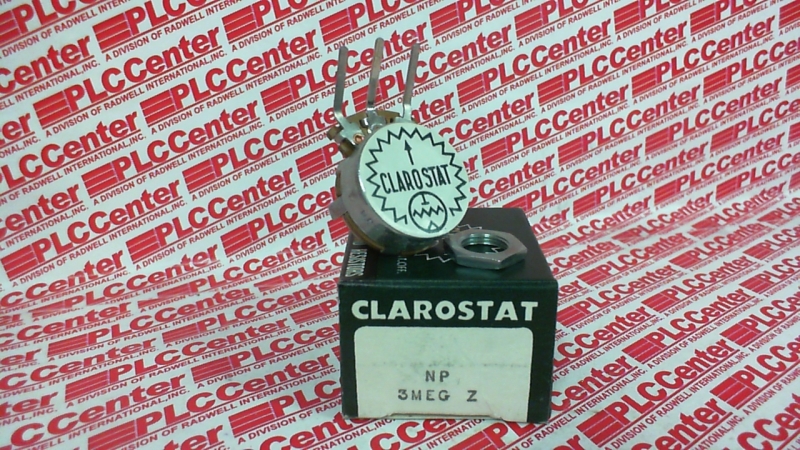 PLCCenter
A DIVISION OF RADWELL INTERNATIONAL, INC.
CLAROSTAT
CLAROSTAT
NP
3MEG Z